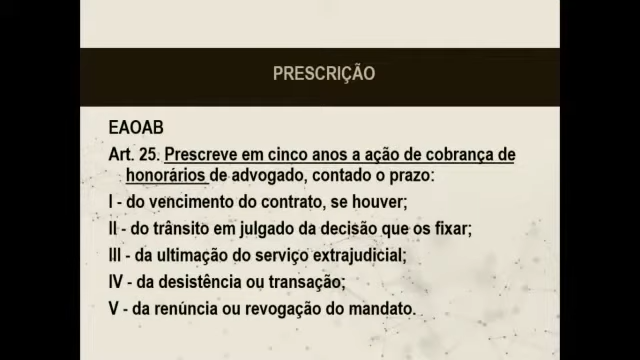 PRESCRIÇÃO
EAOAB
Art. 25. Prescreve em cinco anos a ação de cobrança de
honorários de advogado, contado o prazo:
I - do vencimento do contrato, se houver;
II - do trânsito em julgado da decisão que os fixar;
III - da ultimação do serviço extrajudicial;
IV - da desistência ou transação;
V - da renúncia ou revogação do mandato.